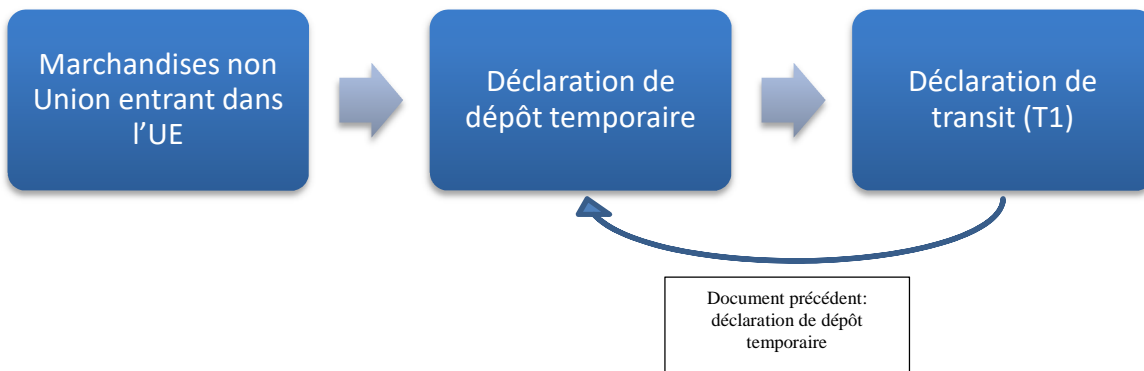 Marchandises non
Union entrant dans
l’UE
Déclaration de
dépôt temporaire
Déclaration de
transit (T1)
Document précédent:
déclaration de dépôt
temporaire